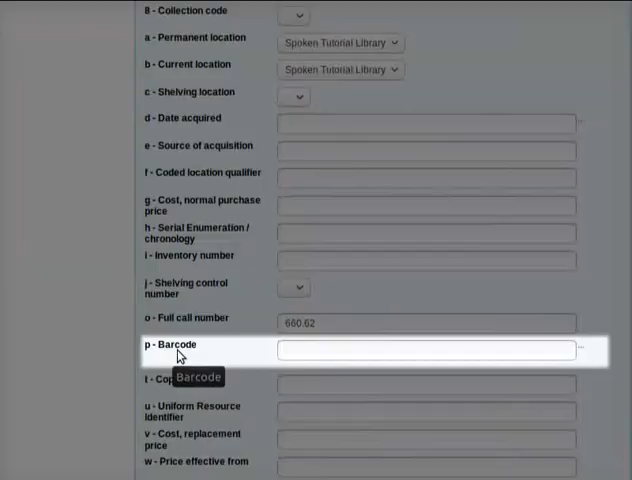 8 - Collection code
a - Permanent location
Spoken Tutorial Library
b - Current location
Spoken Tutorial Library
c - Shelving location
d - Date acquired
...
e - Source of acquisition
f - Coded location qualifier
g - Cost, normal purchase
price
h - Serial Enumeration /
chronology
i - Inventory number
j - Shelving control
number
o - Full call number
660.62
p - Barcode
...
Barcode
t - Cop
u - Uniform Resource
Identifier
v - Cost, replacement
price
w - Price effective from